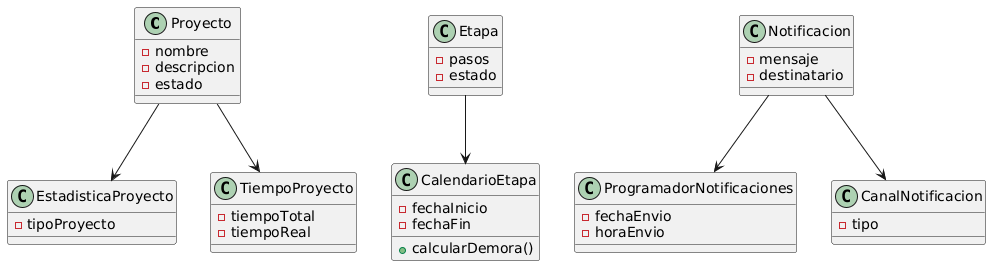 C Proyecto
nombre
descripcion
estado
C Etapa
pasos
estado
C Notificacion
mensaje
destinatario
C EstadisticaProyecto
tipoProyecto
C TiempoProyecto
tiempoTotal
tiempoReal
C CalendarioEtapa
fechaInicio
fechaFin
calcularDemora()
C ProgramadorNotificaciones
fechaEnvio
horaEnvio
C CanalNotificacion
tipo